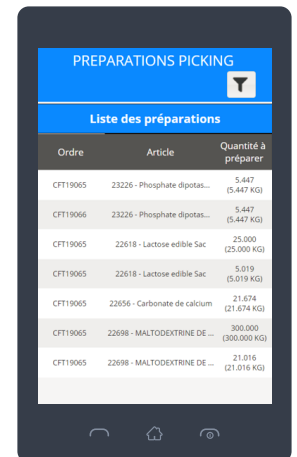 PREPARATIONS PICKING
Liste des préparations
Ordre Article Quantité à préparer
CFT19065 23226 - Phosphate dipotas... 5.447 (5.447 KG)
CFT19066 23226 - Phosphate dipotas... 5.447 (5.447 KG)
CFT19065 22618 - Lactose edible Sac 25.000 (25.000 KG)
CFT19065 22618 - Lactose edible Sac 5.019 (5.019 KG)
CFT19065 22656 - Carbonate de calcium 21.674 (21.674 KG)
CFT19065 22698 - MALTODEXTRINE DE ... 300.000 (300.000 KG)
CFT19065 22698 - MALTODEXTRINE DE ... 21.016 (21.016 KG)